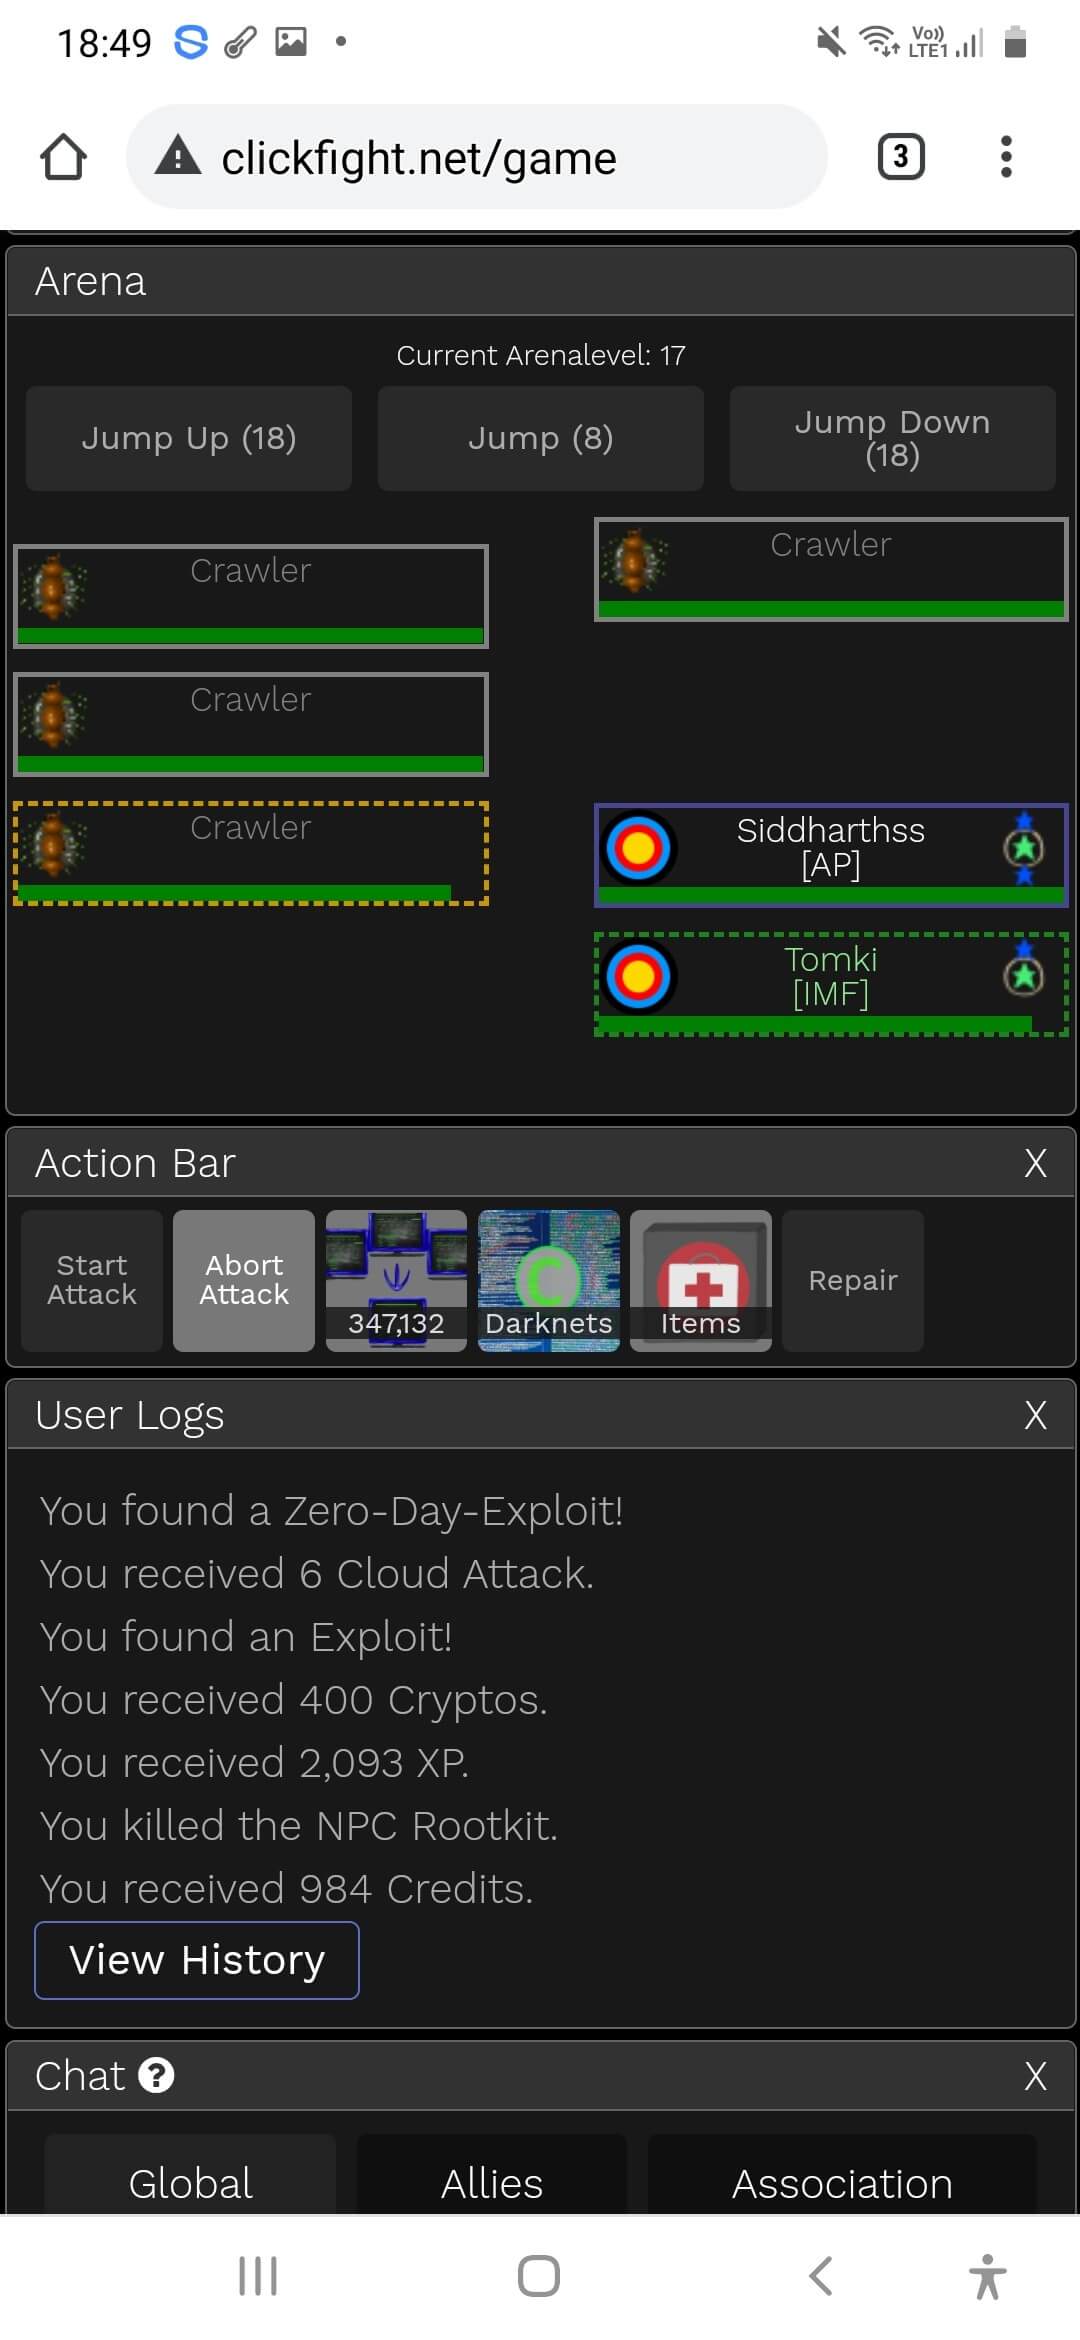 18:49
Vo)) LTE1
clickfight.net/game
3
Arena
Current Arenalevel: 17
Jump Up (18)
Jump (8)
Jump Down
(18)
Crawler
Crawler
Crawler
Crawler
Siddharthss
[AP]
Tomki
[IMF]
Action Bar
X
Start
Attack
Abort
Attack
347,132
C
Darknets
Items
Repair
User Logs
X
You found a Zero-Day-Exploit!
You received 6 Cloud Attack.
You found an Exploit!
You received 400 Cryptos.
You received 2,093 XP.
You killed the NPC Rootkit.
You received 984 Credits.
View History
Chat ?
X
Global
Allies
Association